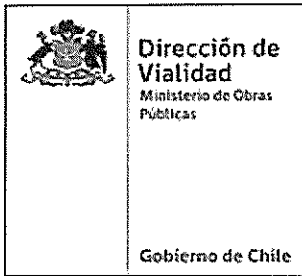 Dirección de
Vialidad
Ministerio de Obras
Públicas
Gobierno de Chile